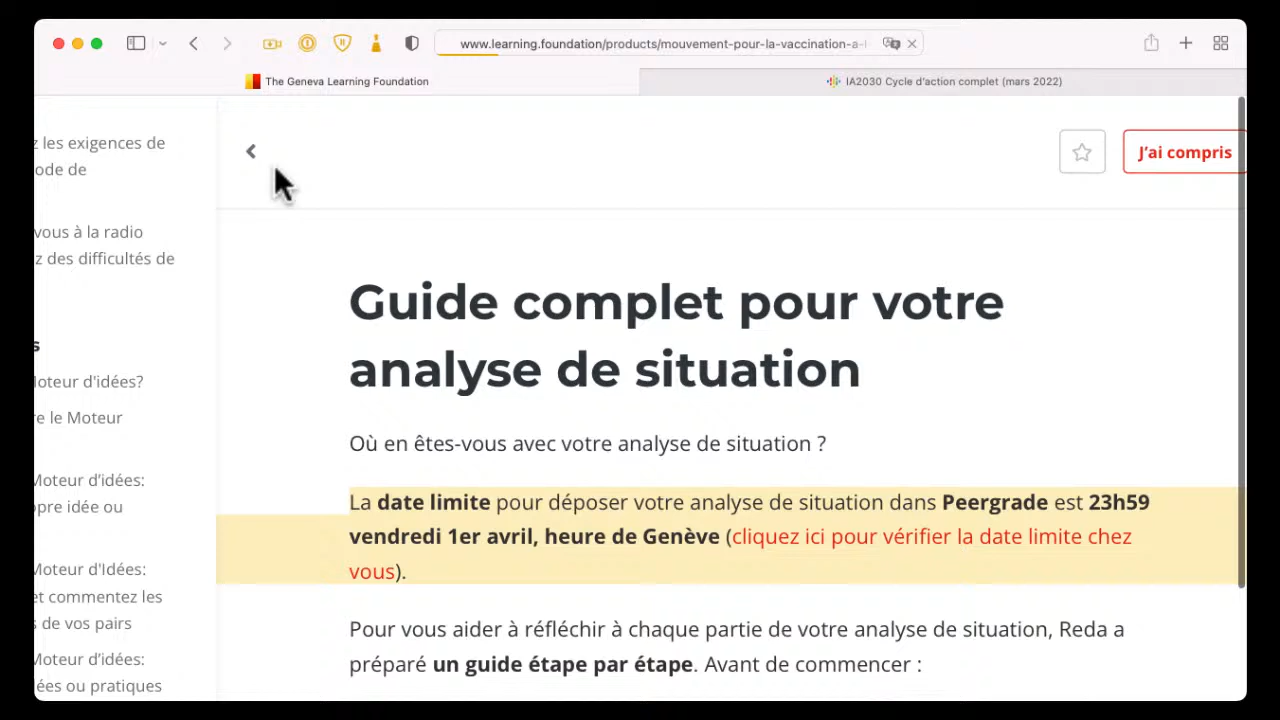 www.learning.foundation/products/mouvement-pour-la-vaccination-a-l
The Geneva Learning Foundation
IA2030 Cycle d'action complet (mars 2022)
z les exigences de
ode de
vous à la radio
z des difficultés de
s
Moteur d'idées?
re le Moteur
Moteur d'idées:
opre idée ou
Moteur d'Idées:
et commentez les
s de vos pairs
Moteur d'idées:
ées ou pratiques
J'ai compris
Guide complet pour votre
analyse de situation
Où en êtes-vous avec votre analyse de situation ?
La date limite pour déposer votre analyse de situation dans Peergrade est 23h59
vendredi 1er avril, heure de Genève (cliquez ici pour vérifier la date limite chez
vous).
Pour vous aider à réfléchir à chaque partie de votre analyse de situation, Reda a
préparé un guide étape par étape. Avant de commencer :